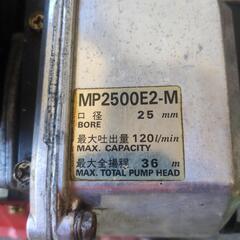 MP2500E2-M
口径 25 mm
BORE
最大吐出量 120l/min
MAX. CAPACITY
最大全揚程 36 m
MAX. TOTAL PUMP HEAD